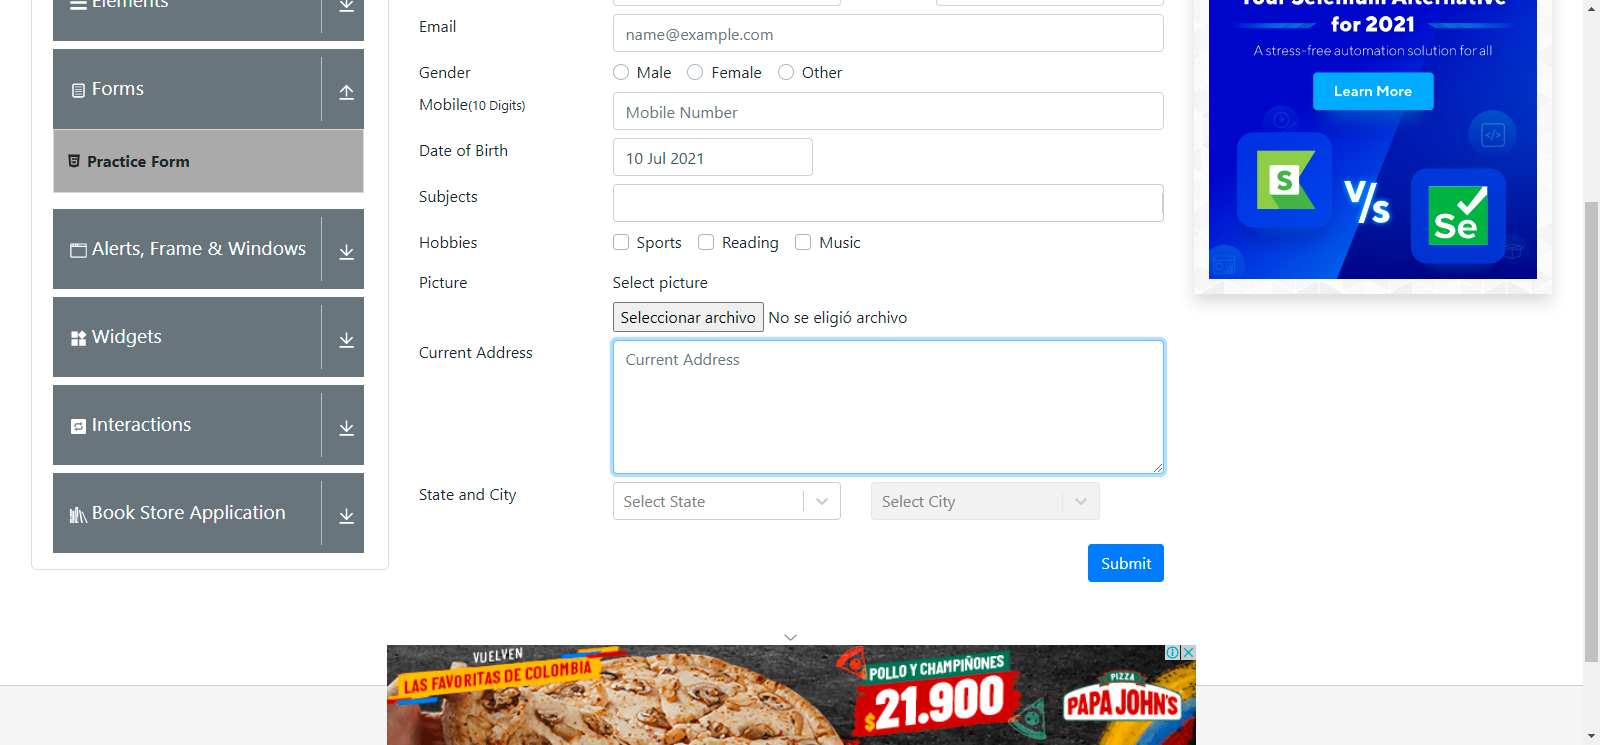 Elements
Forms
Practice Form
Alerts, Frame & Windows
Widgets
Interactions
Book Store Application
Email
name@example.com
Gender
Male
Female
Other
Mobile(10 Digits)
Mobile Number
Date of Birth
10 Jul 2021
Subjects
Hobbies
Sports
Reading
Music
Picture
Select picture
Seleccionar archivo No se eligió archivo
Current Address
Current Address
State and City
Select State
Select City
Submit
Your Selenium Alternative
for 2021
A stress-free automation solution for all
Learn More
S
V/s
Se
VUELVEN
LAS FAVORITAS DE COLOMBIA
POLLO Y CHAMPIÑONES
$21.900
PIZZA
PAPA JOHN'S